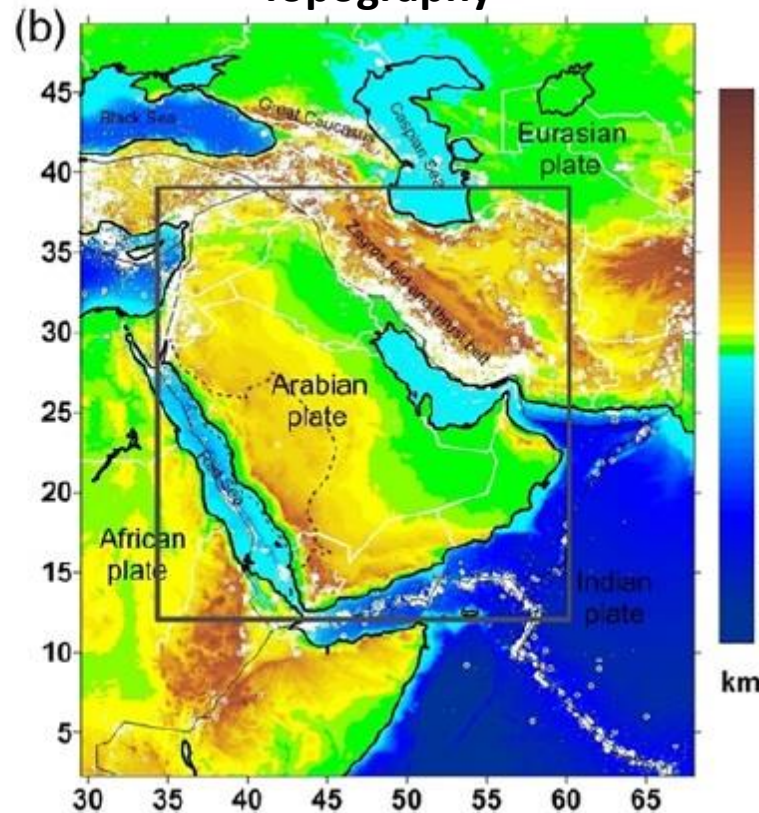 Topography
(b)
45
40
35
30
25
20
15
10
5
30 35 40 45 50 55 60 65
Black Sea
Great Caucasus
Caspian Sea
Eurasian
plate
Zagros fold and thrust belt
Arabian
plate
Red Sea
African
plate
Indian
plate
km